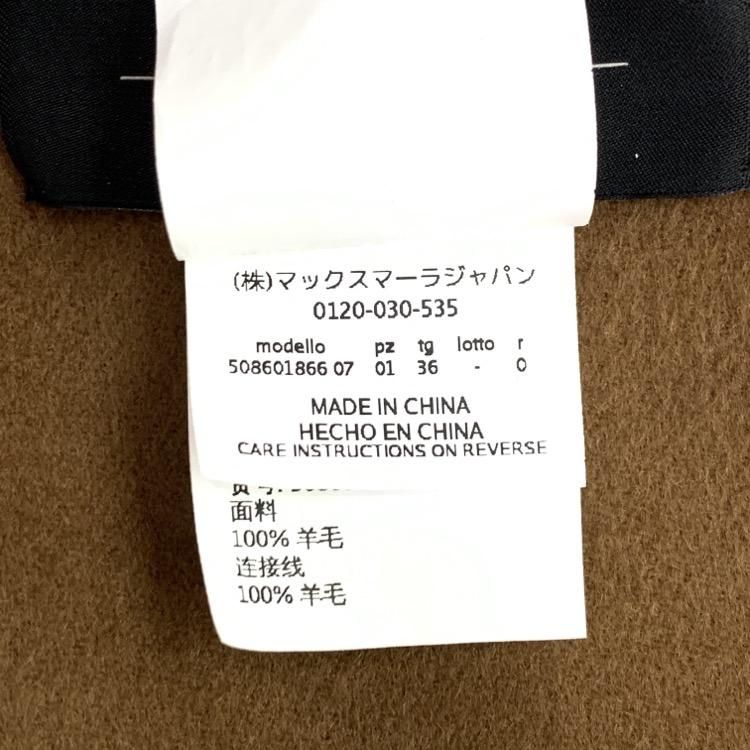 (株)マックスマーラジャパン
0120-030-535
modello pz tg lotto r
508601866 07 01 36 - 0
MADE IN CHINA
HECHO EN CHINA
CARE INSTRUCTIONS ON REVERSE
面料
100% 羊毛
连接线
100% 羊毛